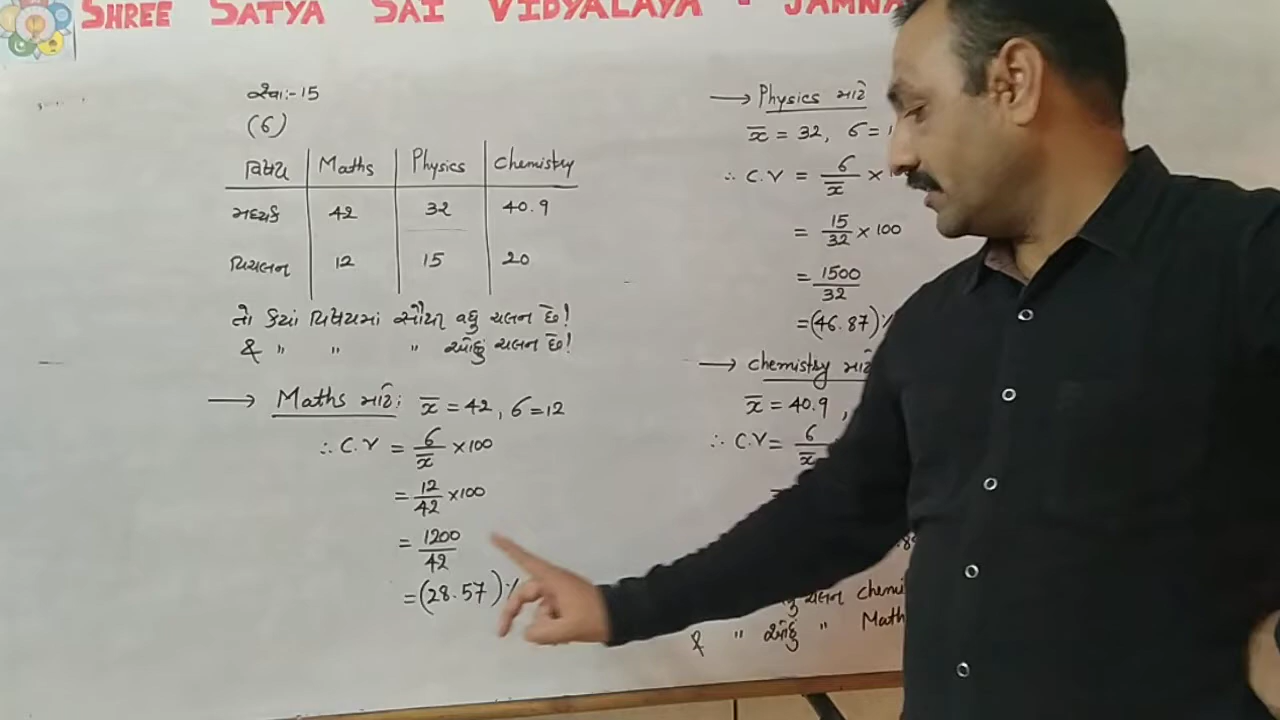 SHREE SATYA SAI VIDYALAYA - JAMNA
સ્વા:-15
(6)
વિષય Maths Physics Chemistry
મધ્યક 42 32 40.9
વિચલન 12 15 20
તો કયાં વિષયમાં સૌથી વધુ ચલન છે!
& " " " ઓછું ચલન છે!
→ Maths માટે: x̅ = 42, σ = 12
∴ C.V = σ/x̅ × 100
= 12/42 × 100
= 1200/42
= (28.57)%
→ Physics માટે
x̅ = 32, σ = 1
∴ C.V = σ/x̅ × 1
= 15/32 × 100
= 1500/32
= (46.87)%
→ chemistry માટે
x̅ = 40.9,
∴ C.V = σ/x̅
=
ચલન chemi
& " ઓછું " Math